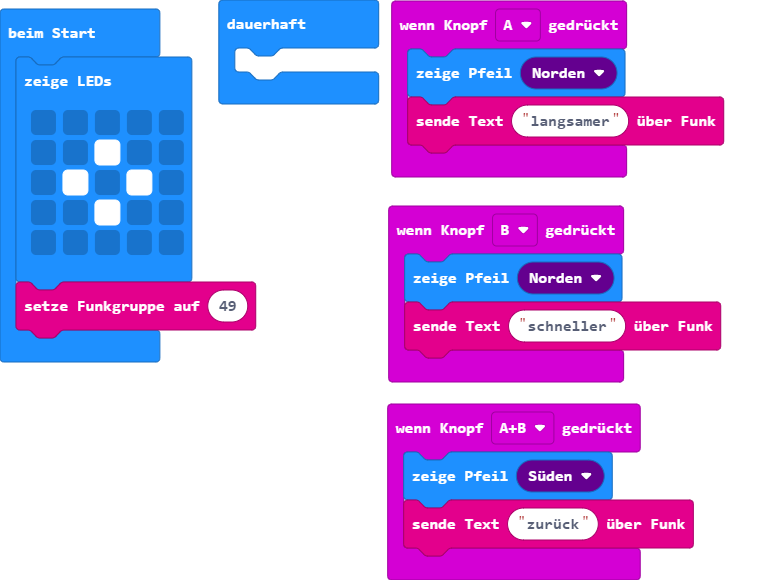 beim Start
zeige LEDs
setze Funkgruppe auf 49
dauerhaft
wenn Knopf A gedrückt
zeige Pfeil Norden
sende Text "langsamer" über Funk
wenn Knopf B gedrückt
zeige Pfeil Norden
sende Text "schneller" über Funk
wenn Knopf A+B gedrückt
zeige Pfeil Süden
sende Text "zurück" über Funk